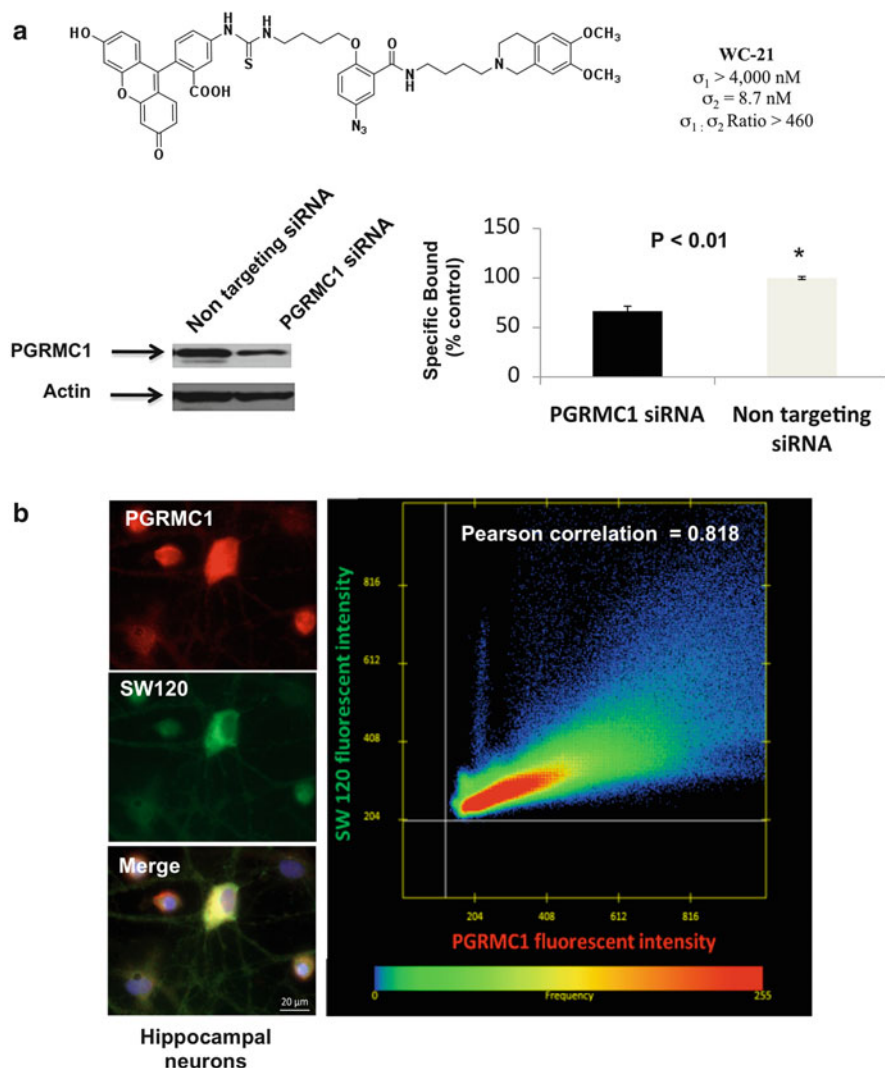 a
HO
O
O
COOH
NH
S
NH
O
O
NH
N₃
N
OCH₃
OCH₃
WC-21
σ₁ > 4,000 nM
σ₂ = 8.7 nM
σ₁ : σ₂ Ratio > 460
Non targeting siRNA
PGRMC1 siRNA
PGRMC1
Actin
Specific Bound
(% control)
150
100
50
0
P < 0.01
*
PGRMC1 siRNA
Non targeting
siRNA
b
PGRMC1
SW120
Merge
20 µm
Hippocampal
neurons
Pearson correlation = 0.818
SW 120 fluorescent intensity
816
612
408
204
204
408
612
816
PGRMC1 fluorescent intensity
0
Frequency
255